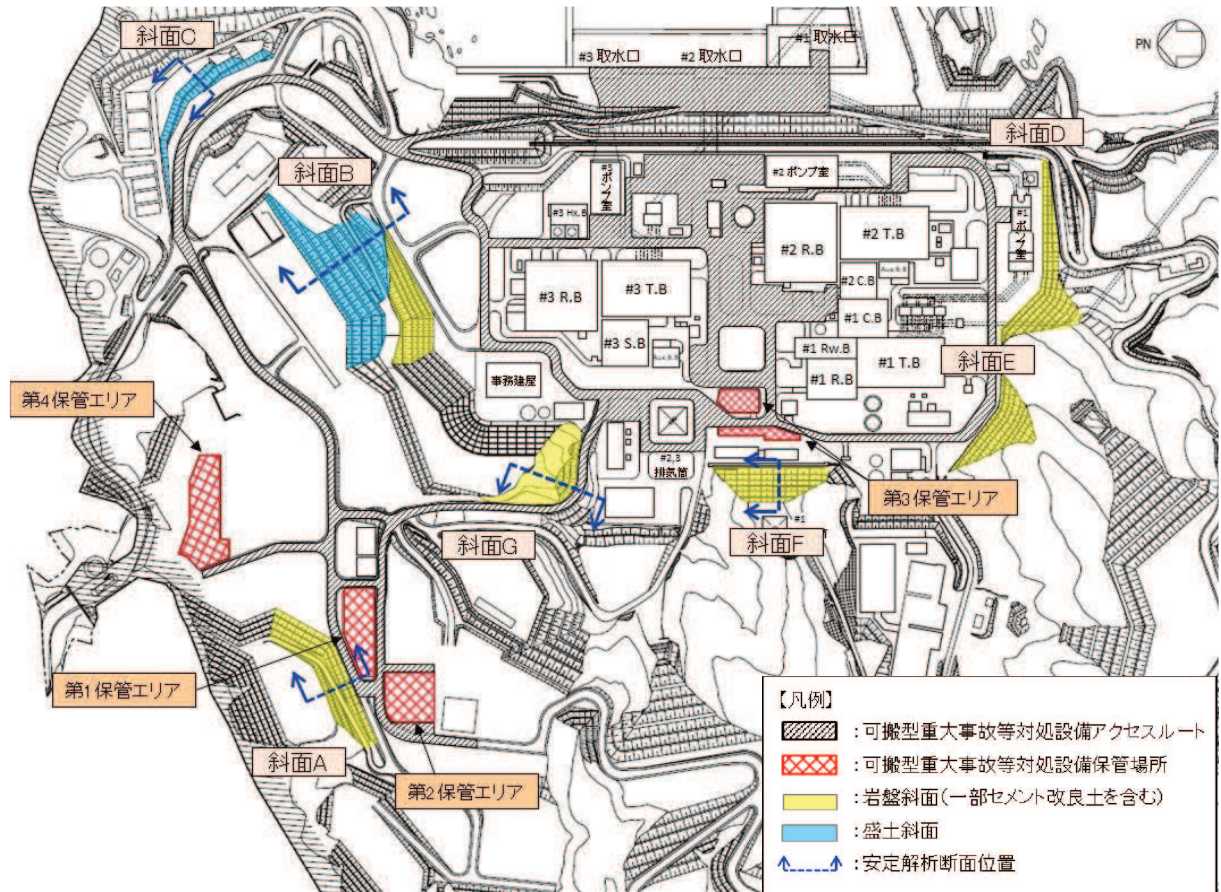 斜面C
#1 取水口
#3 取水口
#2 取水口
PN
斜面D
斜面B
#3 ポンプ室
#2 ポンプ室
#3 Hx.B
#1 ポンプ室
#2 R.B
#2 T.B
#3 R.B
#3 T.B
#2 C.B
Aux.B.B
#1 C.B
#3 S.B
Aux.B.B
#1 Rw.B
#1 T.B
斜面E
#1 R.B
事務建屋
第4保管エリア
#2,3
排気筒
第3保管エリア
#1
斜面G
斜面F
第1保管エリア
斜面A
第2保管エリア
【凡例】
：可搬型重大事故等対処設備アクセスルート
：可搬型重大事故等対処設備保管場所
：岩盤斜面(一部セメント改良土を含む)
：盛土斜面
：安定解析断面位置